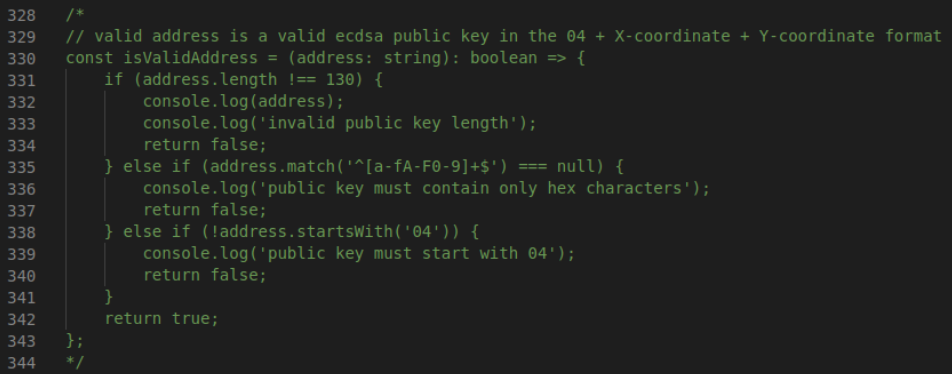 328 /*
329 // valid address is a valid ecdsa public key in the 04 + X-coordinate + Y-coordinate format
330 const isValidAddress = (address: string): boolean => {
331     if (address.length !== 130) {
332         console.log(address);
333         console.log('invalid public key length');
334         return false;
335     } else if (address.match('^[a-fA-F0-9]+$') === null) {
336         console.log('public key must contain only hex characters');
337         return false;
338     } else if (!address.startsWith('04')) {
339         console.log('public key must start with 04');
340         return false;
341     }
342     return true;
343 };
344 */